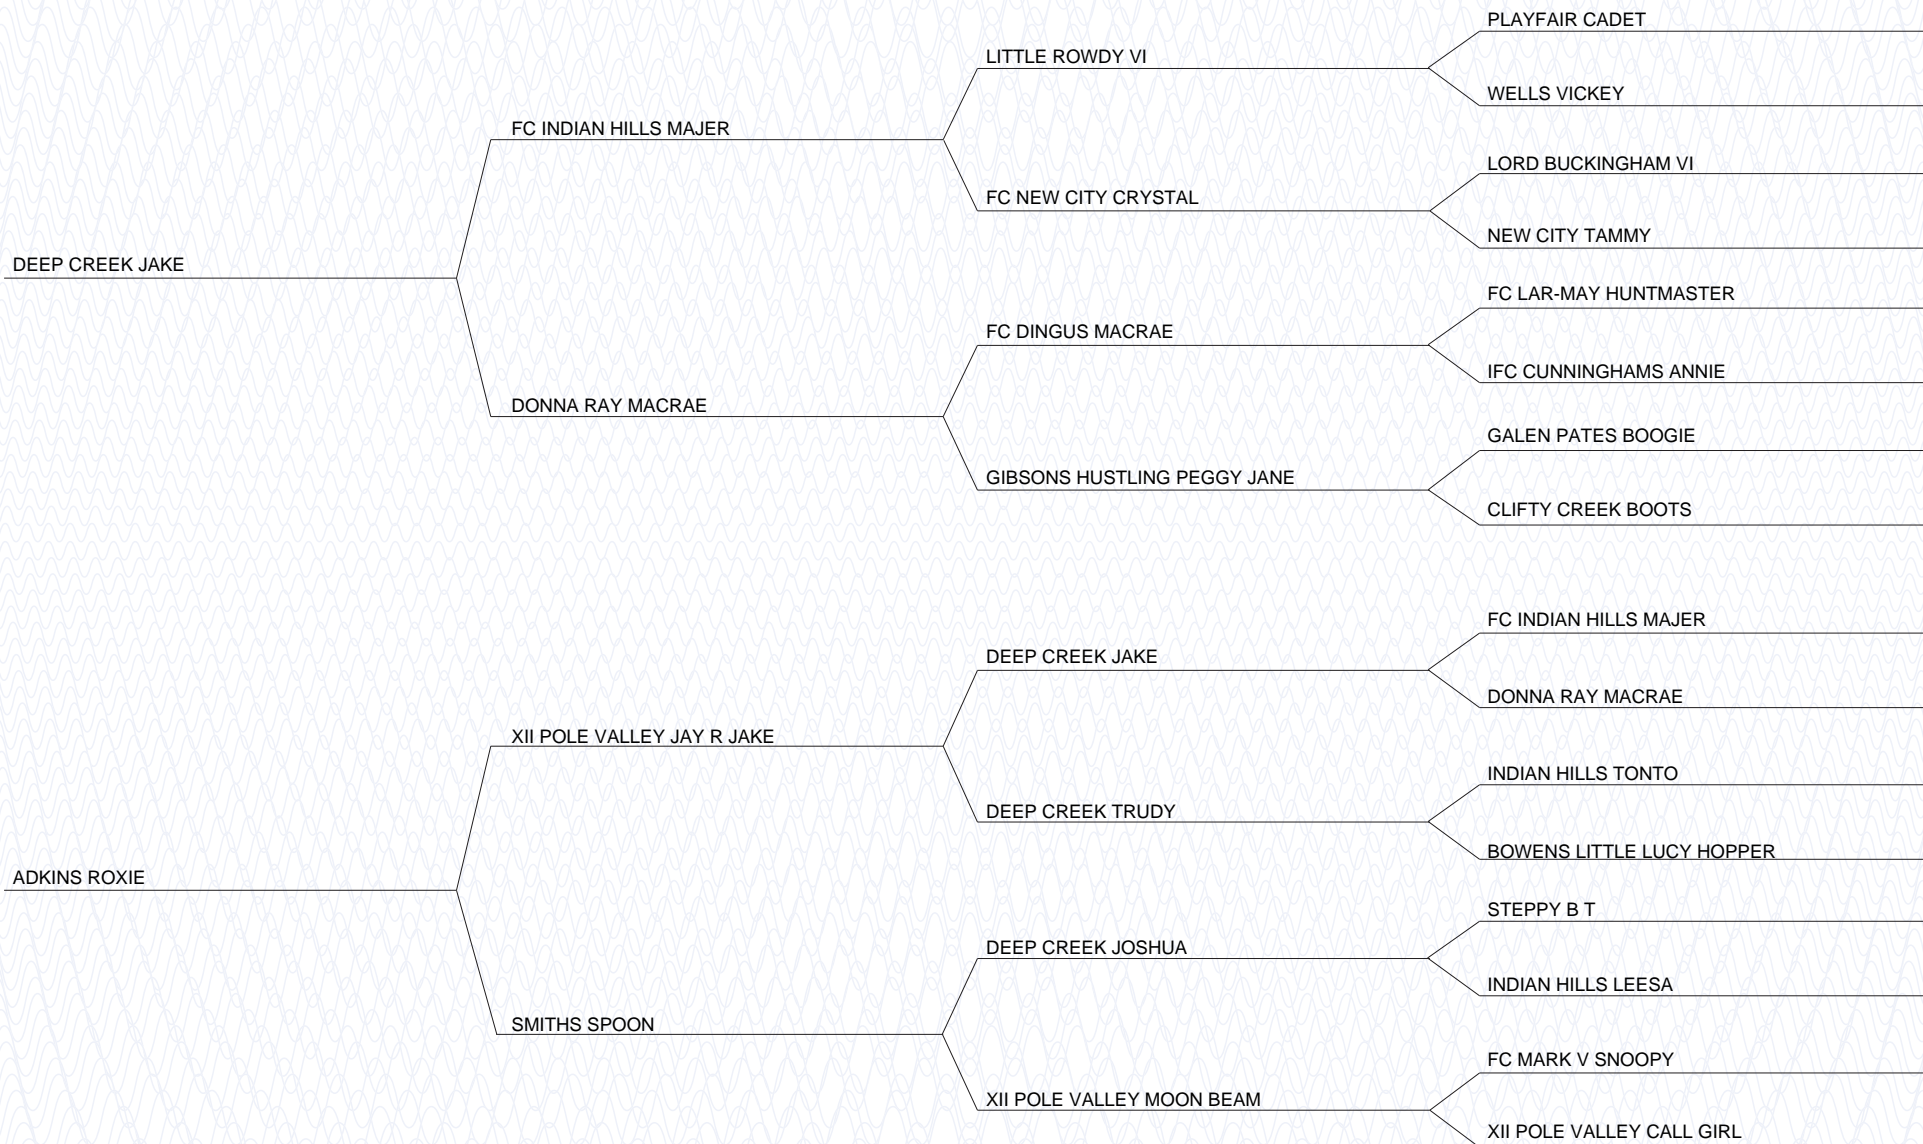 PLAYFAIR CADET
LITTLE ROWDY VI
WELLS VICKEY
FC INDIAN HILLS MAJER
LORD BUCKINGHAM VI
FC NEW CITY CRYSTAL
NEW CITY TAMMY
DEEP CREEK JAKE
FC LAR-MAY HUNTMASTER
FC DINGUS MACRAE
IFC CUNNINGHAMS ANNIE
DONNA RAY MACRAE
GALEN PATES BOOGIE
GIBSONS HUSTLING PEGGY JANE
CLIFTY CREEK BOOTS
FC INDIAN HILLS MAJER
DEEP CREEK JAKE
DONNA RAY MACRAE
XII POLE VALLEY JAY R JAKE
INDIAN HILLS TONTO
DEEP CREEK TRUDY
BOWENS LITTLE LUCY HOPPER
ADKINS ROXIE
STEPPY B T
DEEP CREEK JOSHUA
INDIAN HILLS LEESA
SMITHS SPOON
FC MARK V SNOOPY
XII POLE VALLEY MOON BEAM
XII POLE VALLEY CALL GIRL